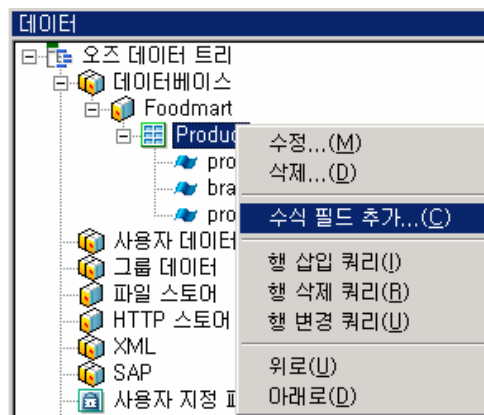 데이터
오즈 데이터 트리
데이터베이스
Foodmart
Produc
pro
bra
pro
사용자 데이터
그룹 데이터
파일 스토어
HTTP 스토어
XML
SAP
사용자 지정
수정...(M)
삭제...(D)
수식 필드 추가...(C)
행 삽입 쿼리(I)
행 삭제 쿼리(R)
행 변경 쿼리(U)
위로(U)
아래로(D)